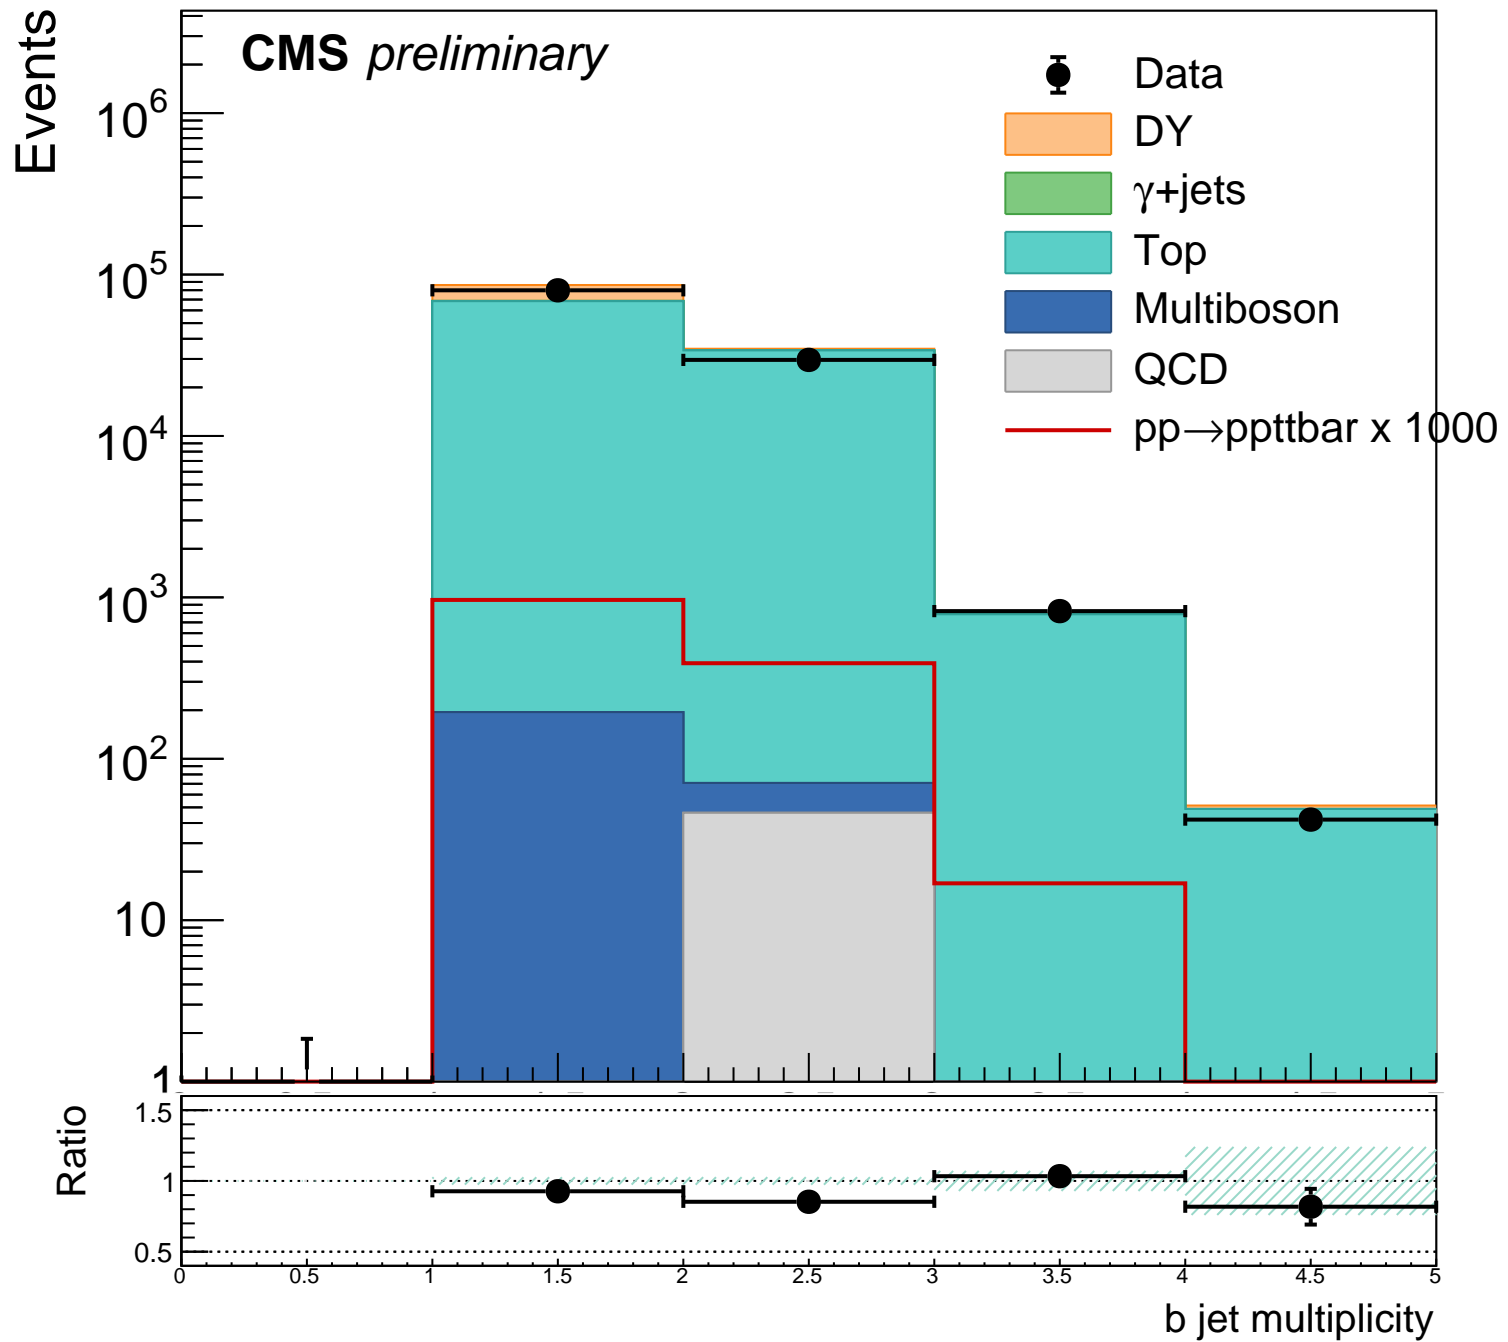 CMS preliminary
Events
10^6
10^5
10^4
10^3
10^2
10
1
Data
DY
γ+jets
Top
Multiboson
QCD
pp→ppttbar x 1000
Ratio
1.5
1
0.5
0 0.5 1 1.5 2 2.5 3 3.5 4 4.5 5
b jet multiplicity